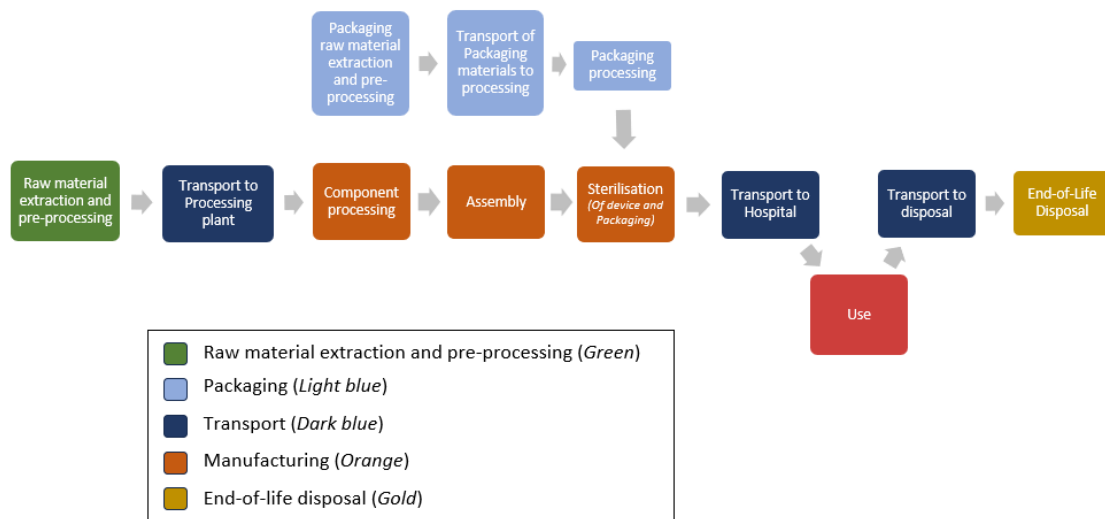 Packaging
raw material
extraction
and pre-
processing
Transport of
Packaging
materials to
processing
Packaging
processing
Raw material
extraction and
pre-processing
Transport to
Processing
plant
Component
processing
Assembly
Sterilisation
(Of device and
Packaging)
Transport to
Hospital
Use
Transport to
disposal
End-of-Life
Disposal
Raw material extraction and pre-processing (Green)
Packaging (Light blue)
Transport (Dark blue)
Manufacturing (Orange)
End-of-life disposal (Gold)